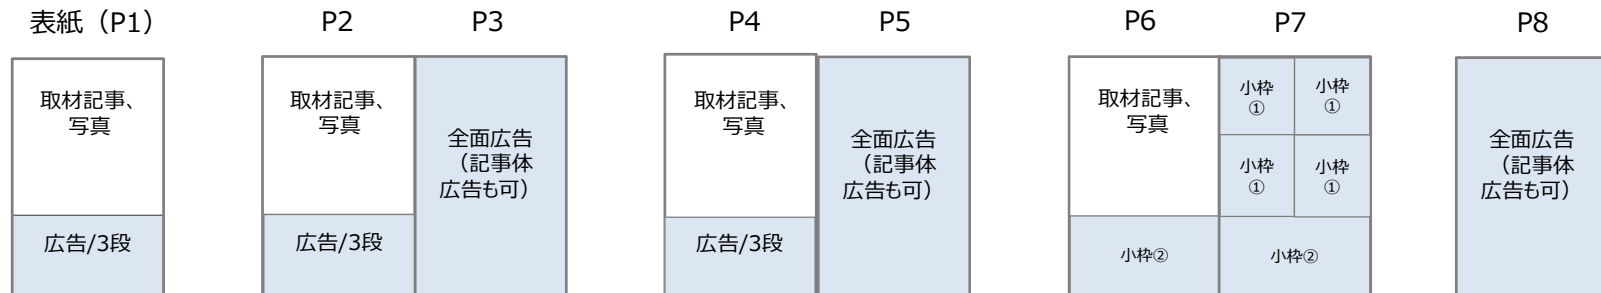 表紙（P1）
P2
P3
P4
P5
P6
P7
P8
取材記事、
写真
広告/3段
取材記事、
写真
広告/3段
全面広告
（記事体
広告も可）
取材記事、
写真
広告/3段
全面広告
（記事体
広告も可）
取材記事、
写真
小枠②
小枠
①
小枠
①
小枠
①
小枠
①
小枠②
全面広告
（記事体
広告も可）